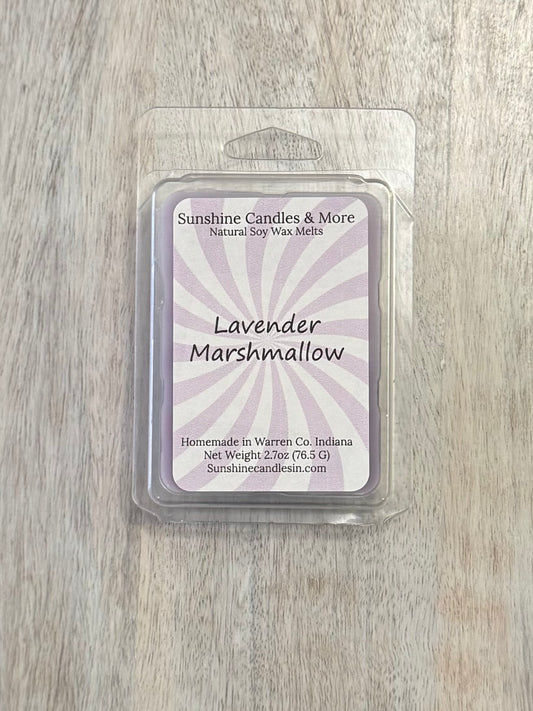 Sunshine Candles & More
Natural Soy Wax Melts
Lavender
Marshmallow
Homemade in Warren Co. Indiana
Net Weight 2.7oz (76.5 G)
Sunshinecandlesin.com